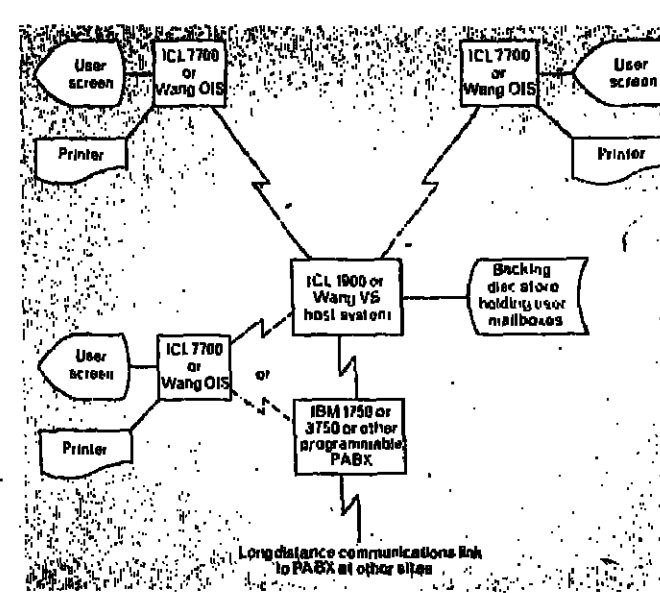 User
screen
ICL 7700
or
Wang OIS
Printer
ICL 7700
or
Wang OIS
User
screen
Printer
ICL 1900 or
Wang VS
host system
Backing
disc store
holding user
mailboxes
User
screen
ICL 7700
or
Wang OIS
or
Printer
IBM 1750 or
3750 or other
programmable
PABX
Long distance communications link
to PABX at other sites